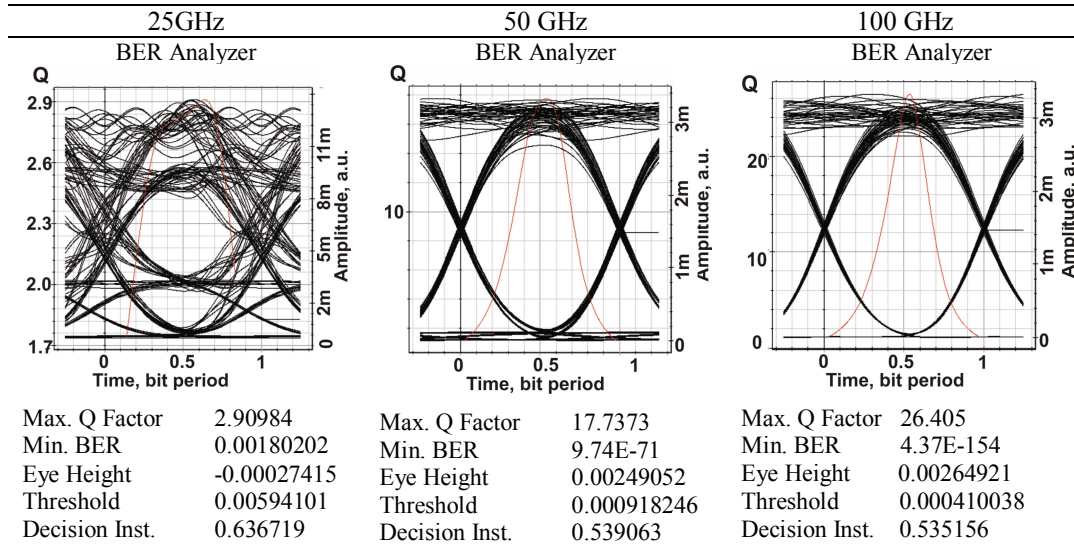 25GHz 50 GHz 100 GHz
BER Analyzer BER Analyzer BER Analyzer
Q
2.9
2.6
2.3
2.0
1.7
0 0.5 1
Time, bit period
11m
8m
5m
2m
0
Amplitude, a.u.
Q
10
0 0.5 1
Time, bit period
3m
2m
1m
0
Amplitude, a.u.
Q
20
10
0
0 0.5 1
Time, bit period
3m
2m
1m
0
Amplitude, a.u.
Max. Q Factor 2.90984
Min. BER 0.00180202
Eye Height -0.00027415
Threshold 0.00594101
Decision Inst. 0.636719
Max. Q Factor 17.7373
Min. BER 9.74E-71
Eye Height 0.00249052
Threshold 0.000918246
Decision Inst. 0.539063
Max. Q Factor 26.405
Min. BER 4.37E-154
Eye Height 0.00264921
Threshold 0.000410038
Decision Inst. 0.535156